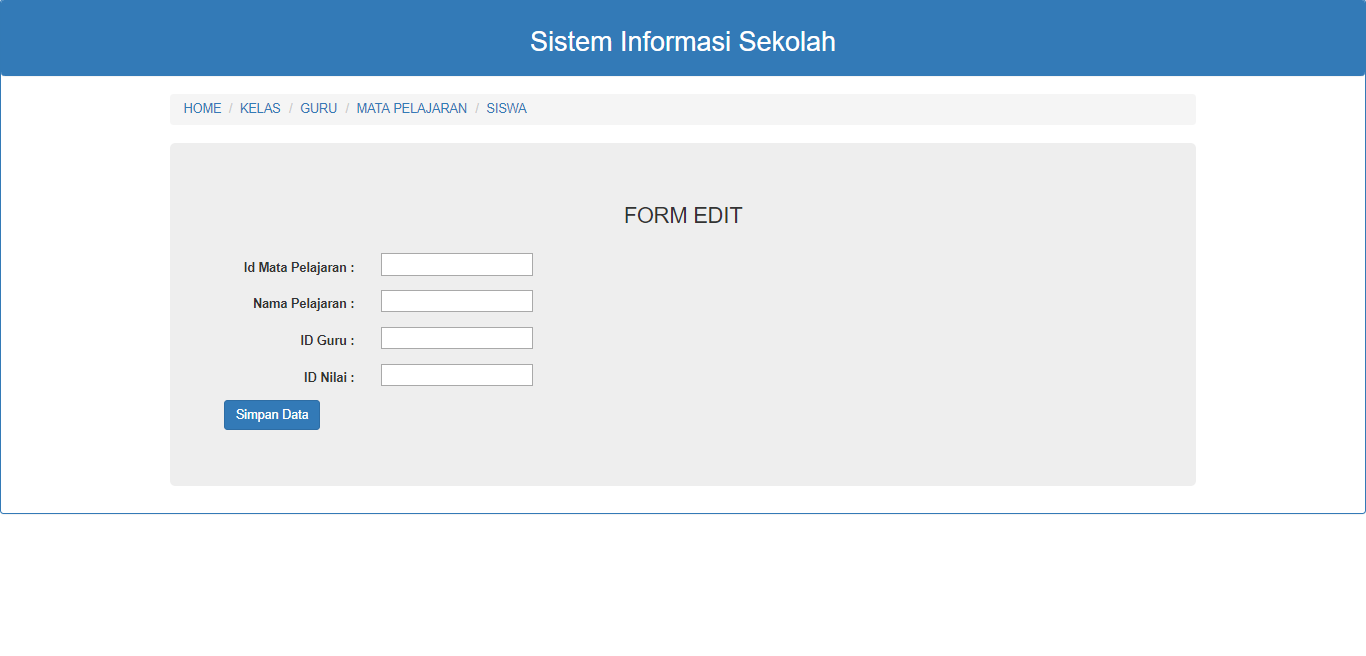 Sistem Informasi Sekolah
HOME / KELAS / GURU / MATA PELAJARAN / SISWA
FORM EDIT
Id Mata Pelajaran :
Nama Pelajaran :
ID Guru :
ID Nilai :
Simpan Data